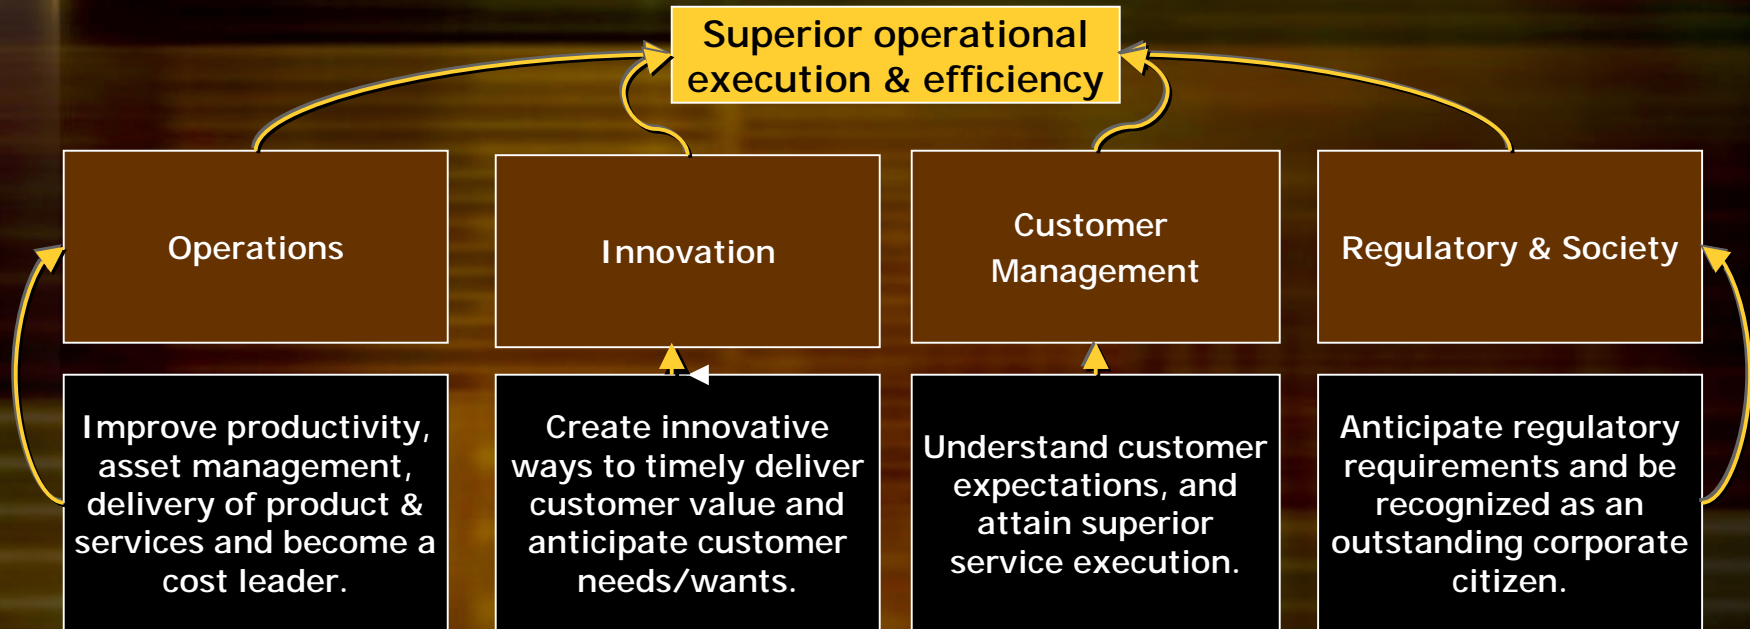 Superior operational
execution & efficiency
Operations
Innovation
Customer
Management
Regulatory & Society
Improve productivity,
asset management,
delivery of product &
services and become a
cost leader.
Create innovative
ways to timely deliver
customer value and
anticipate customer
needs/wants.
Understand customer
expectations, and
attain superior
service execution.
Anticipate regulatory
requirements and be
recognized as an
outstanding corporate
citizen.